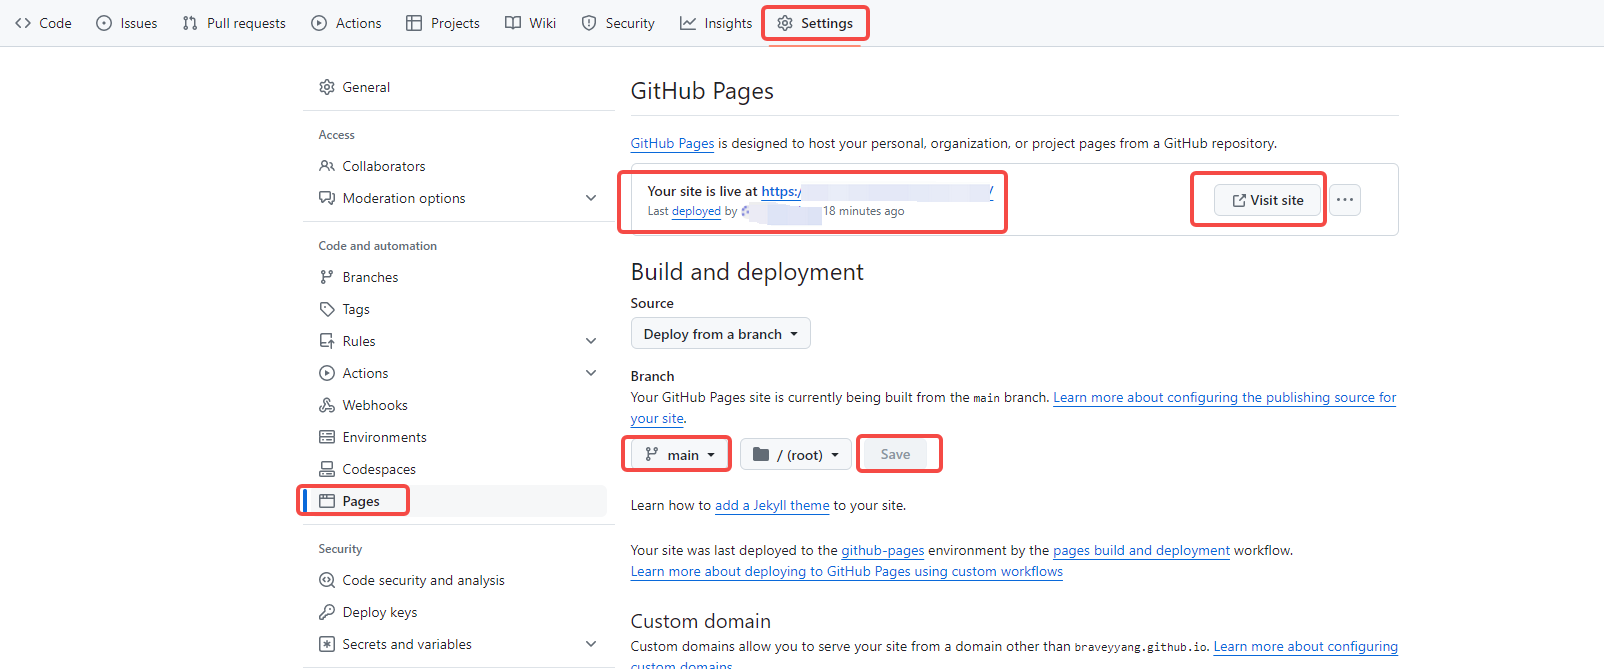 Code Issues Pull requests Actions Projects Wiki Security Insights Settings
General
Access
Collaborators
Moderation options
Code and automation
Branches
Tags
Rules
Actions
Webhooks
Environments
Codespaces
Pages
Security
Code security and analysis
Deploy keys
Secrets and variables
GitHub Pages
GitHub Pages is designed to host your personal, organization, or project pages from a GitHub repository.
Your site is live at https:/ /
Last deployed by 18 minutes ago
Visit site
Build and deployment
Source
Deploy from a branch
Branch
Your GitHub Pages site is currently being built from the main branch. Learn more about configuring the publishing source for
your site.
main / (root) Save
Learn how to add a Jekyll theme to your site.
Your site was last deployed to the github-pages environment by the pages build and deployment workflow.
Learn more about deploying to GitHub Pages using custom workflows
Custom domain
Custom domains allow you to serve your site from a domain other than braveyyang.github.io. Learn more about configuring
custom domains.